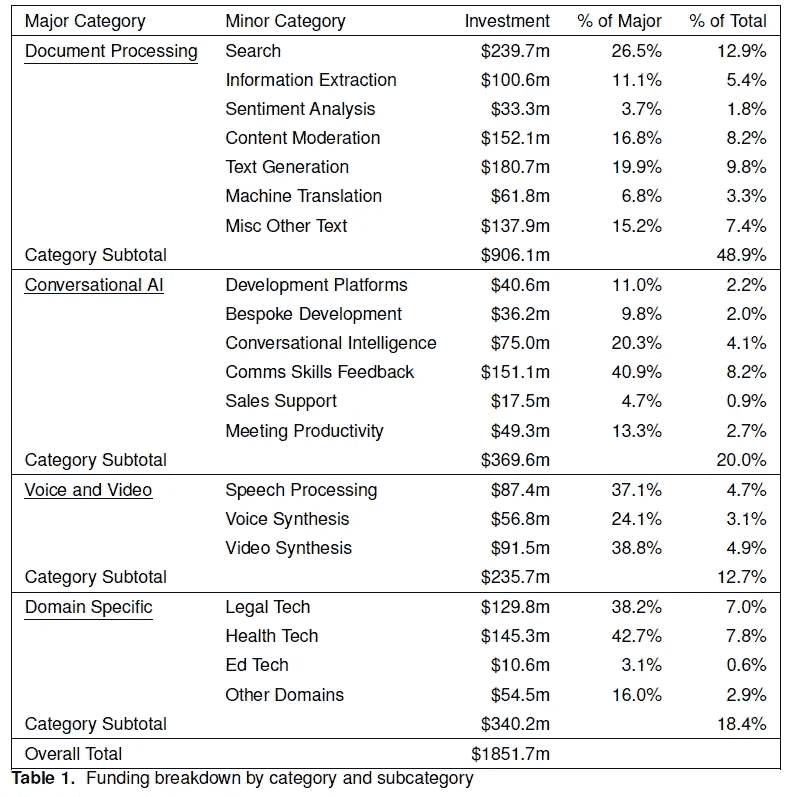 Major Category Minor Category Investment % of Major % of Total
Document Processing Search $239.7m 26.5% 12.9%
Information Extraction $100.6m 11.1% 5.4%
Sentiment Analysis $33.3m 3.7% 1.8%
Content Moderation $152.1m 16.8% 8.2%
Text Generation $180.7m 19.9% 9.8%
Machine Translation $61.8m 6.8% 3.3%
Misc Other Text $137.9m 15.2% 7.4%
Category Subtotal $906.1m 48.9%
Conversational AI Development Platforms $40.6m 11.0% 2.2%
Bespoke Development $36.2m 9.8% 2.0%
Conversational Intelligence $75.0m 20.3% 4.1%
Comms Skills Feedback $151.1m 40.9% 8.2%
Sales Support $17.5m 4.7% 0.9%
Meeting Productivity $49.3m 13.3% 2.7%
Category Subtotal $369.6m 20.0%
Voice and Video Speech Processing $87.4m 37.1% 4.7%
Voice Synthesis $56.8m 24.1% 3.1%
Video Synthesis $91.5m 38.8% 4.9%
Category Subtotal $235.7m 12.7%
Domain Specific Legal Tech $129.8m 38.2% 7.0%
Health Tech $145.3m 42.7% 7.8%
Ed Tech $10.6m 3.1% 0.6%
Other Domains $54.5m 16.0% 2.9%
Category Subtotal $340.2m 18.4%
Overall Total $1851.7m
Table 1. Funding breakdown by category and subcategory